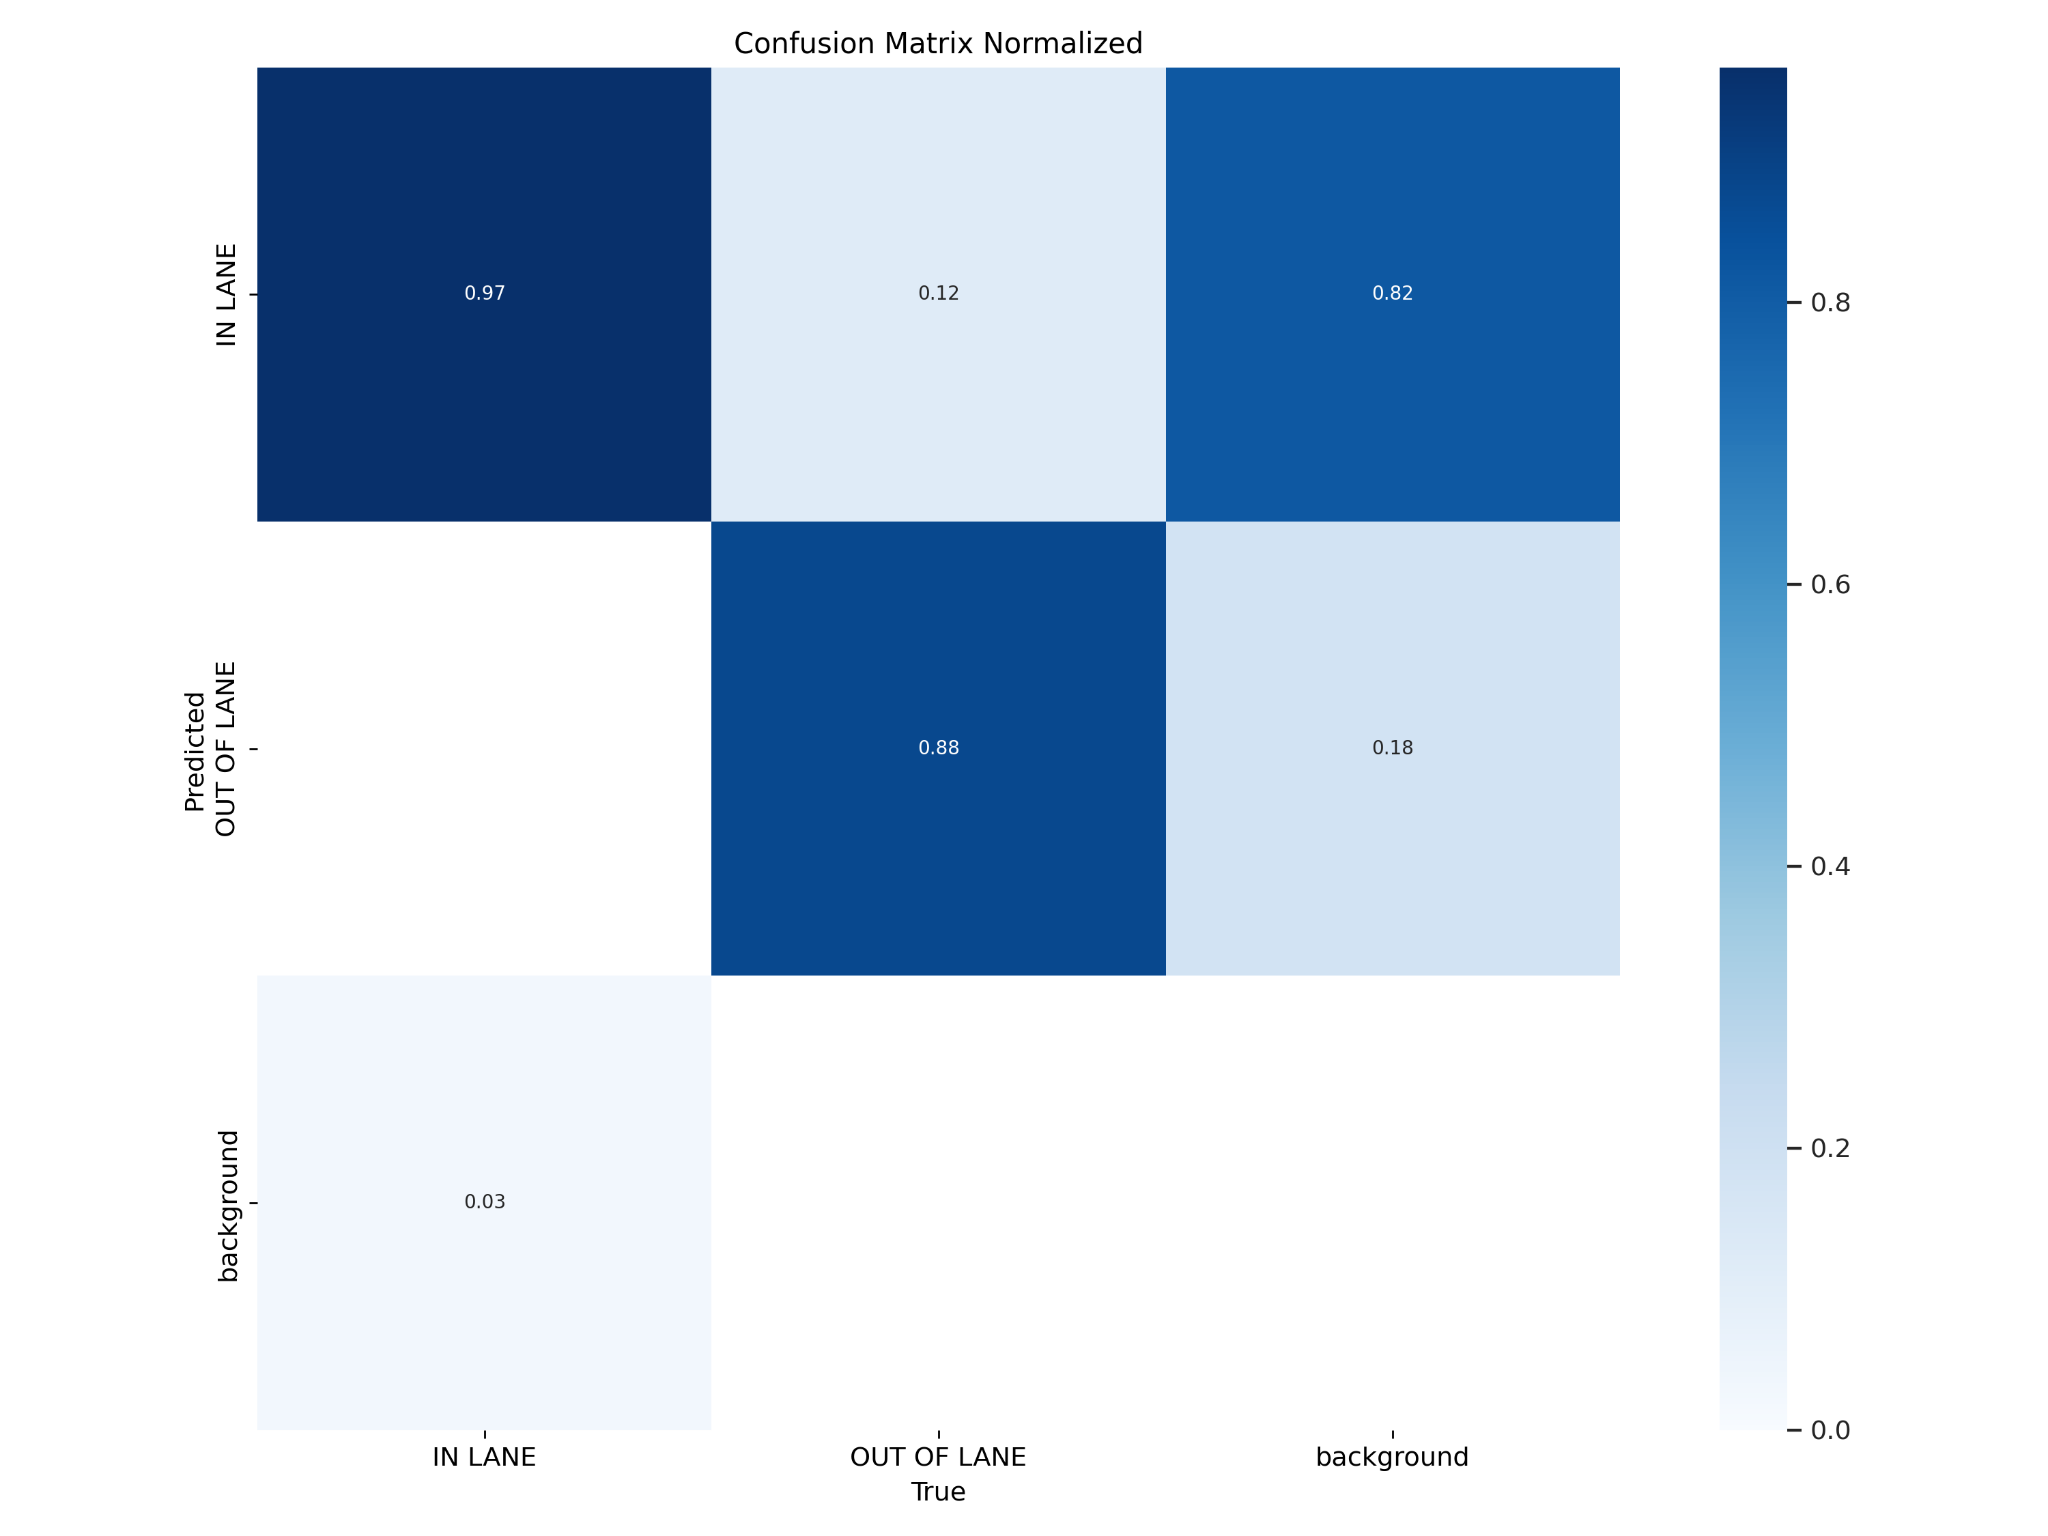 Confusion Matrix Normalized
IN LANE
0.97
0.12
0.82
Predicted
OUT OF LANE
0.88
0.18
background
0.03
IN LANE
OUT OF LANE
background
True
0.8
0.6
0.4
0.2
0.0